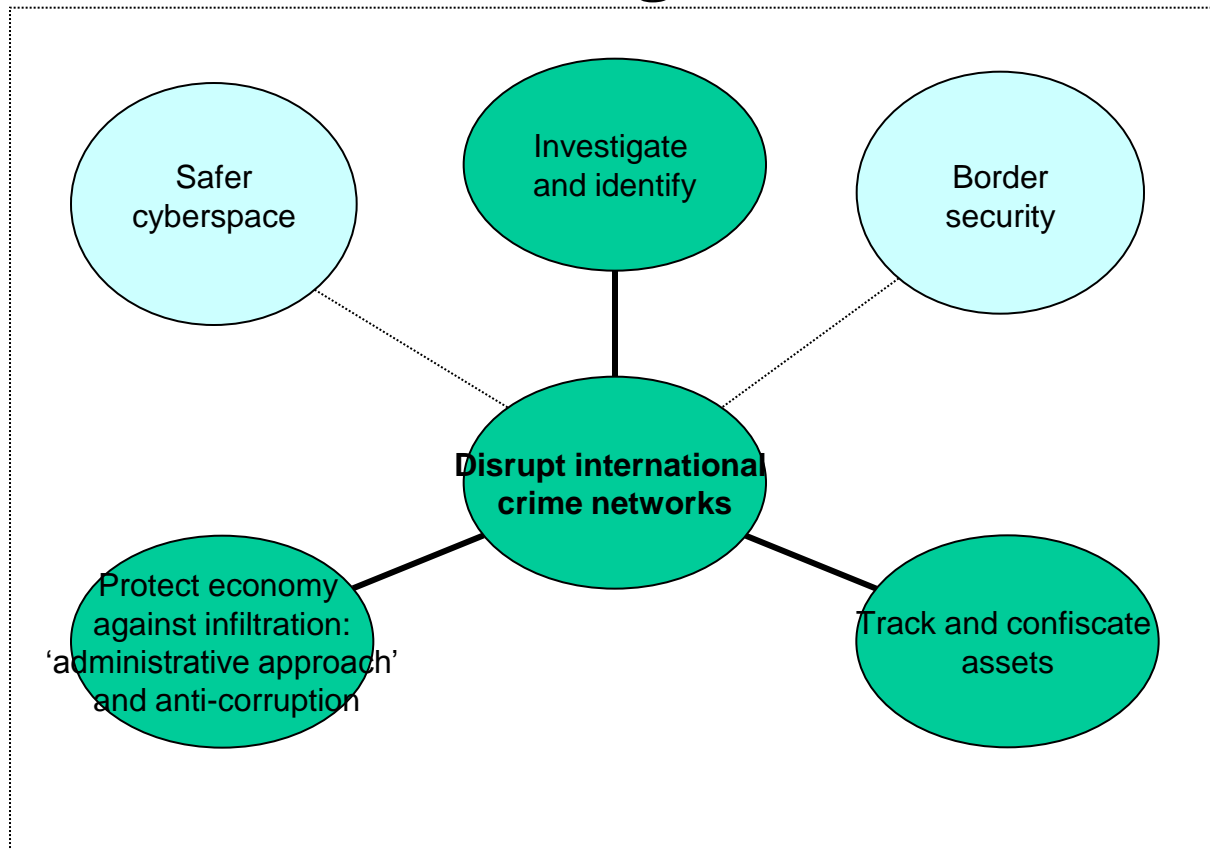 Safer
cyberspace
Investigate
and identify
Border
security
Disrupt international
crime networks
Protect economy
against infiltration:
‘administrative approach’
and anti-corruption
Track and confiscate
assets